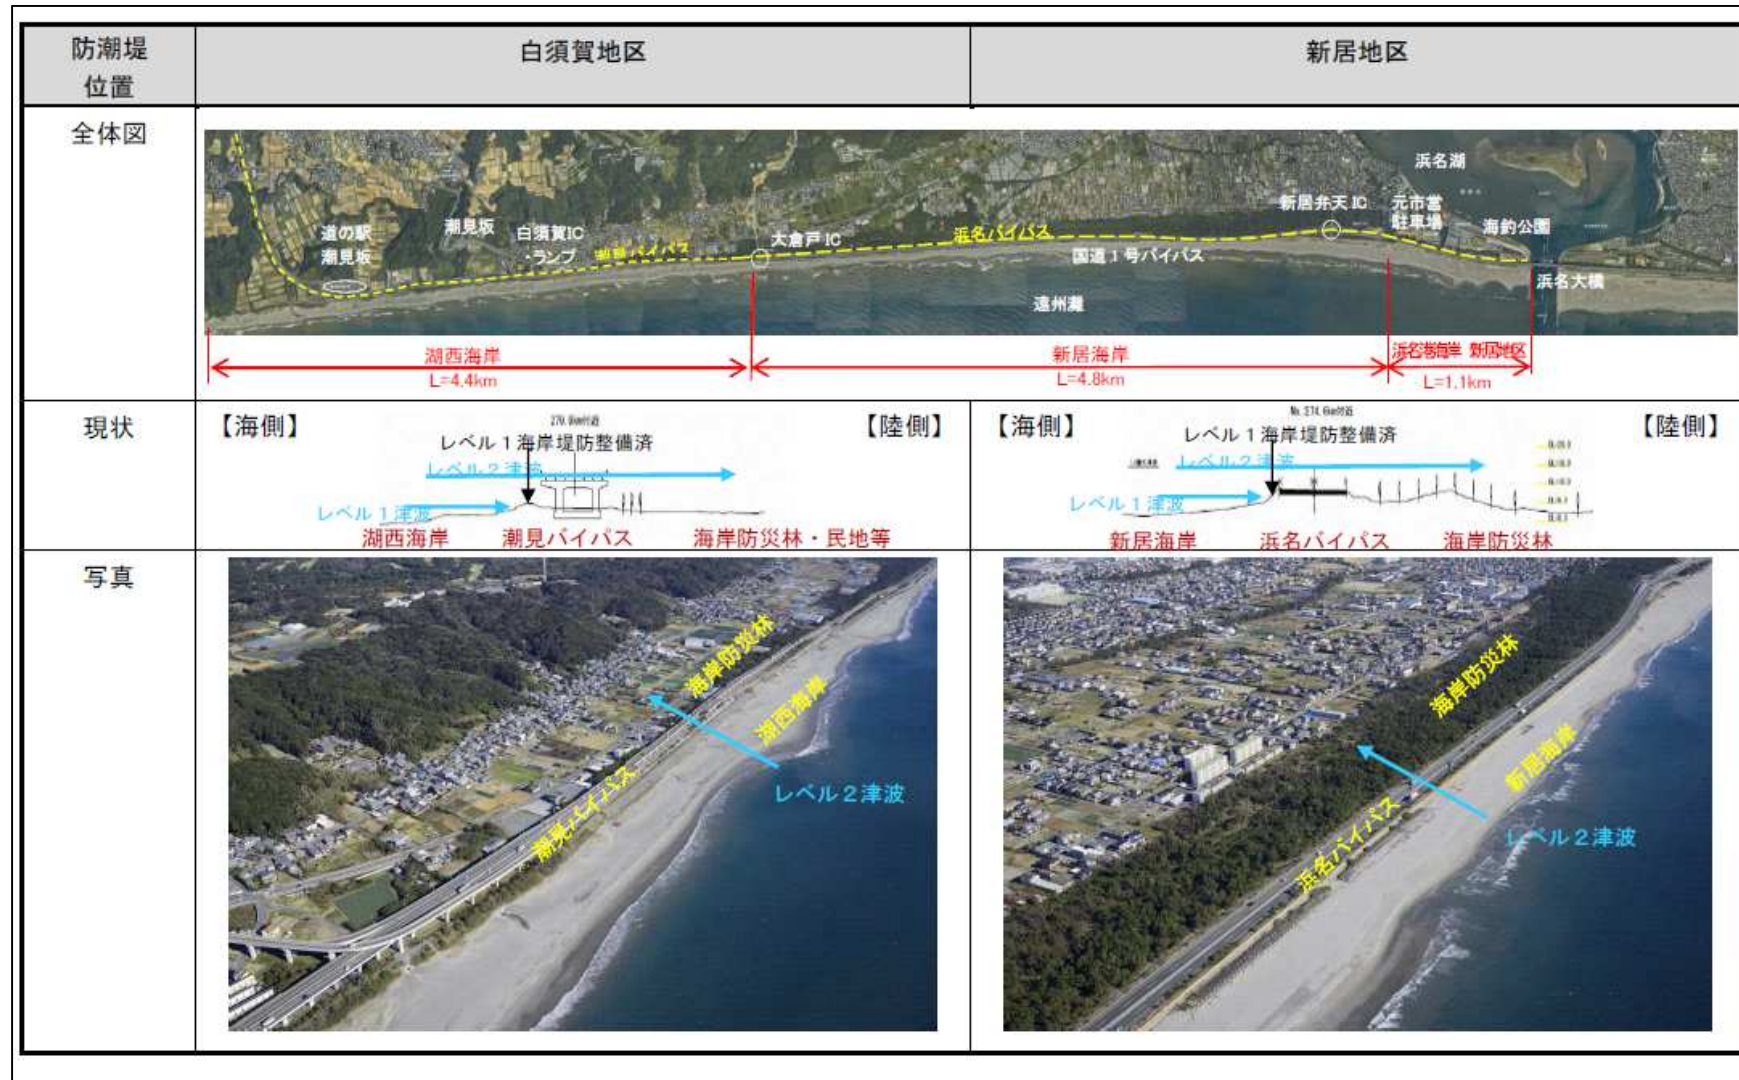 防潮堤
位置
白須賀地区
新居地区
全体図
道の駅
潮見坂
潮見坂
白須賀IC
・ランプ
潮見バイパス
大倉戸IC
浜名バイパス
国道1号バイパス
遠州灘
新居弁天IC
元市営
駐車場
浜名湖
海釣公園
浜名大橋
湖西海岸
L=4.4km
新居海岸
L=4.8km
浜名港海岸 新居地区
L=1.1km
現状
【海側】
レベル1海岸堤防整備済
【陸側】
レベル2津波
レベル1津波
湖西海岸
潮見バイパス
海岸防災林・民地等
【海側】
レベル1海岸堤防整備済
【陸側】
レベル2津波
レベル1津波
新居海岸
浜名バイパス
海岸防災林
写真
海岸防災林
湖西海岸
レベル2津波
潮見バイパス
海岸防災林
新居海岸
レベル2津波
浜名バイパス